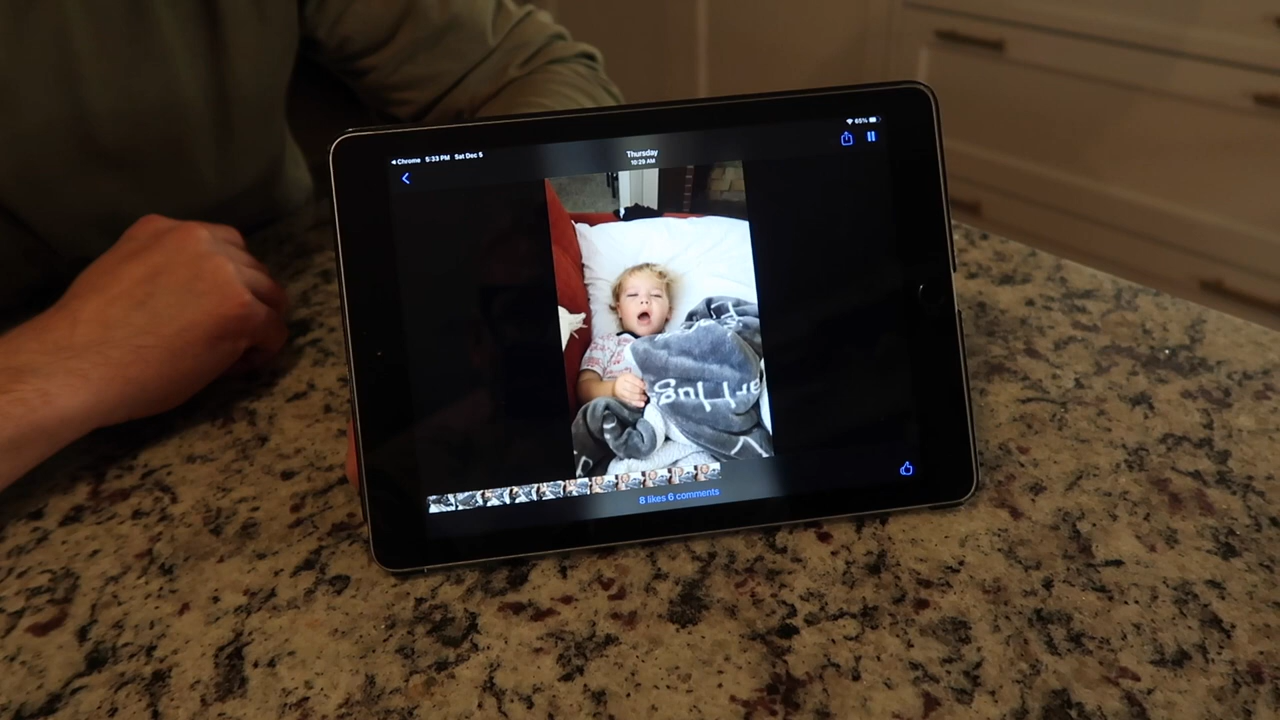 ◀ Chrome 5:33 PM Sat Dec 5
65%
Thursday
10:29 AM
8 likes 6 comments